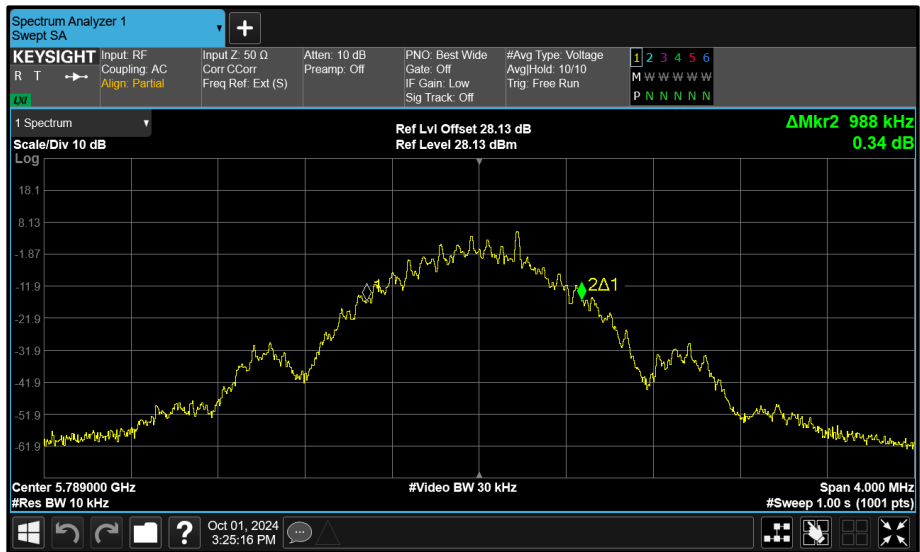 Spectrum Analyzer 1
Swept SA
+
KEYSIGHT
R T
LXI
Input: RF
Coupling: AC
Align: Partial
Input Z: 50 Ω
Corr CCorr
Freq Ref: Ext (S)
Atten: 10 dB
Preamp: Off
PNO: Best Wide
Gate: Off
IF Gain: Low
Sig Track: Off
#Avg Type: Voltage
Avg|Hold: 10/10
Trig: Free Run
1 2 3 4 5 6
M W W W W W
P N N N N N
1 Spectrum
Scale/Div 10 dB
Ref Lvl Offset 28.13 dB
Ref Level 28.13 dBm
ΔMkr2 988 kHz
0.34 dB
Log
18.1
8.13
-1.87
-11.9
-21.9
-31.9
-41.9
-51.9
-61.9
1
2Δ1
Center 5.789000 GHz
#Res BW 10 kHz
#Video BW 30 kHz
Span 4.000 MHz
#Sweep 1.00 s (1001 pts)
?
Oct 01, 2024
3:25:16 PM